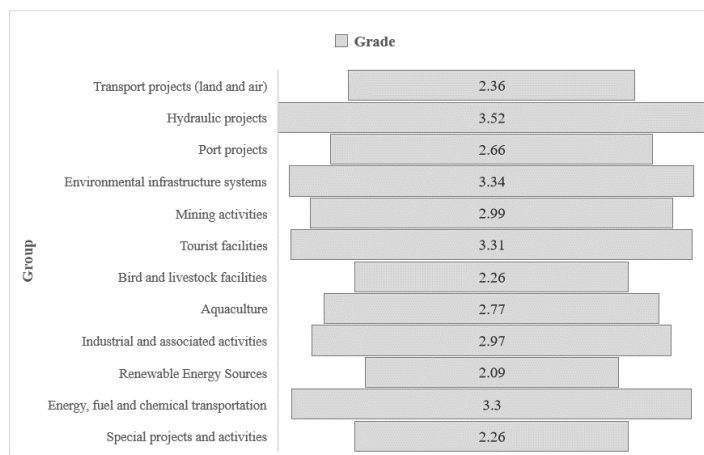 Grade
Group
Transport projects (land and air) 2.36
Hydraulic projects 3.52
Port projects 2.66
Environmental infrastructure systems 3.34
Mining activities 2.99
Tourist facilities 3.31
Bird and livestock facilities 2.26
Aquaculture 2.77
Industrial and associated activities 2.97
Renewable Energy Sources 2.09
Energy, fuel and chemical transportation 3.3
Special projects and activities 2.26